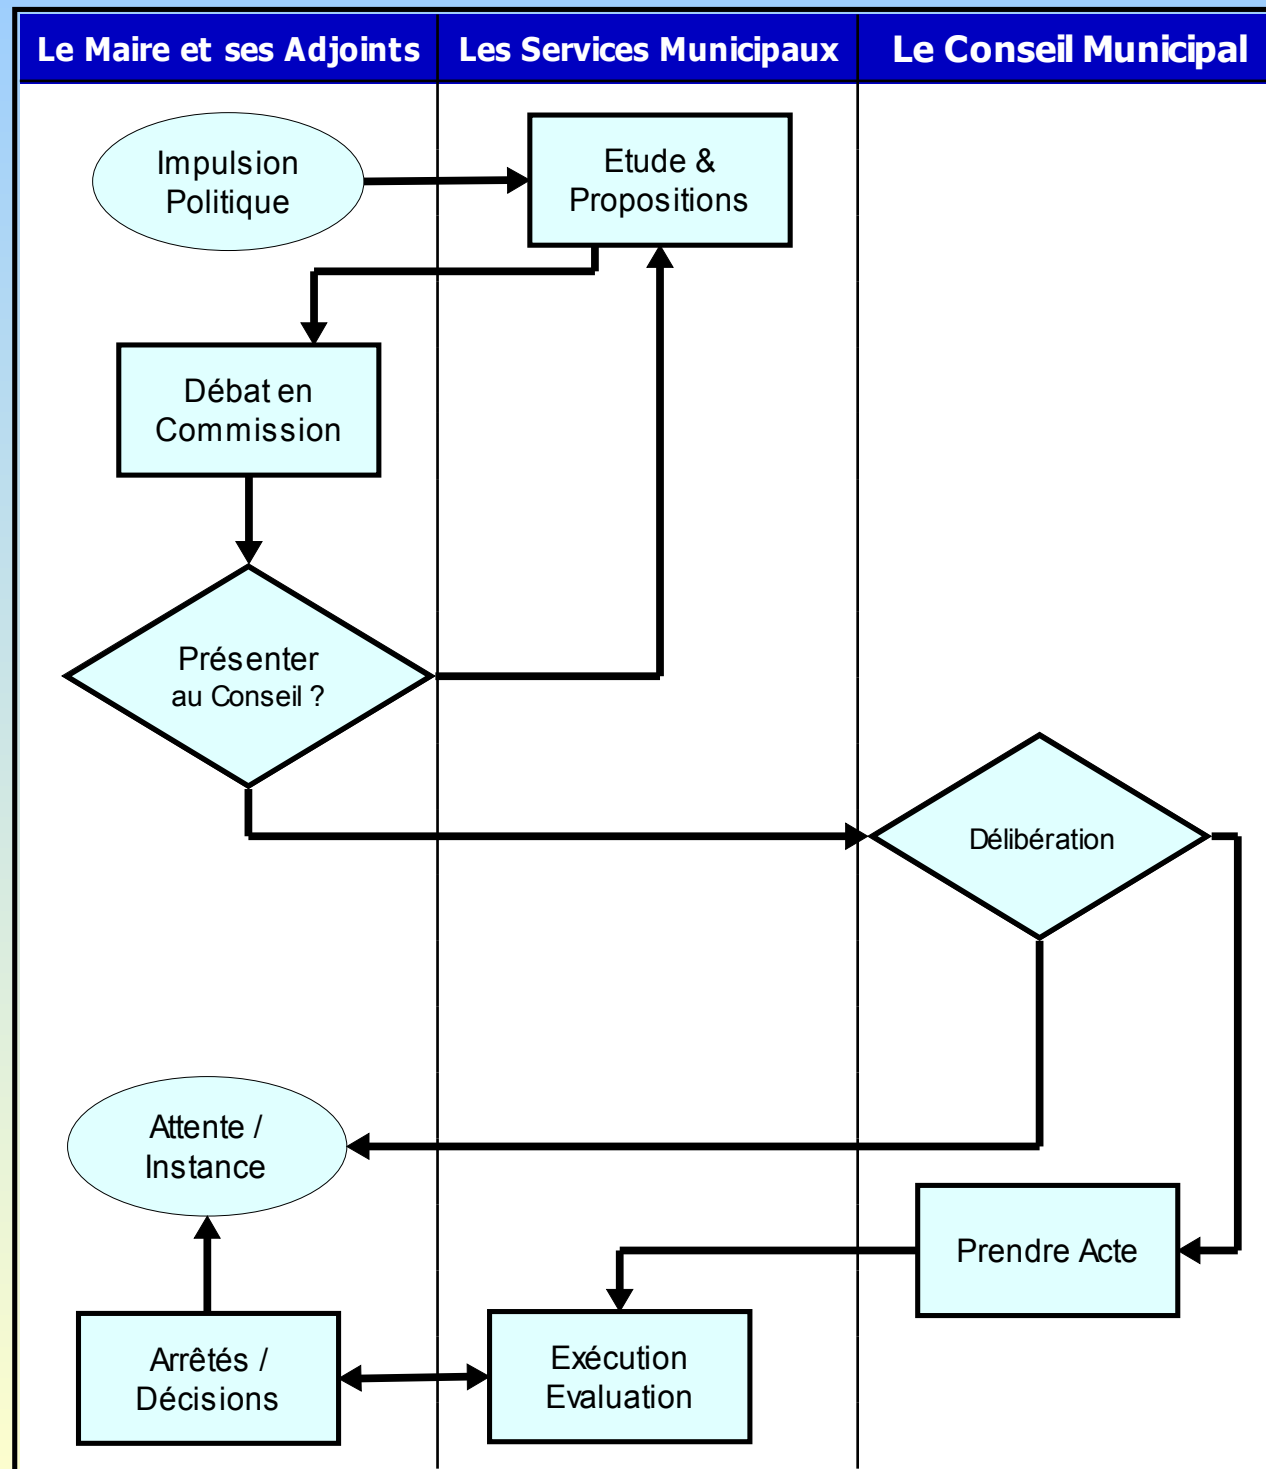 Le Maire et ses Adjoints
Les Services Municipaux
Le Conseil Municipal
Impulsion
Politique
Etude &
Propositions
Débat en
Commission
Présenter
au Conseil ?
Délibération
Attente /
Instance
Prendre Acte
Arrêtés /
Décisions
Exécution
Evaluation